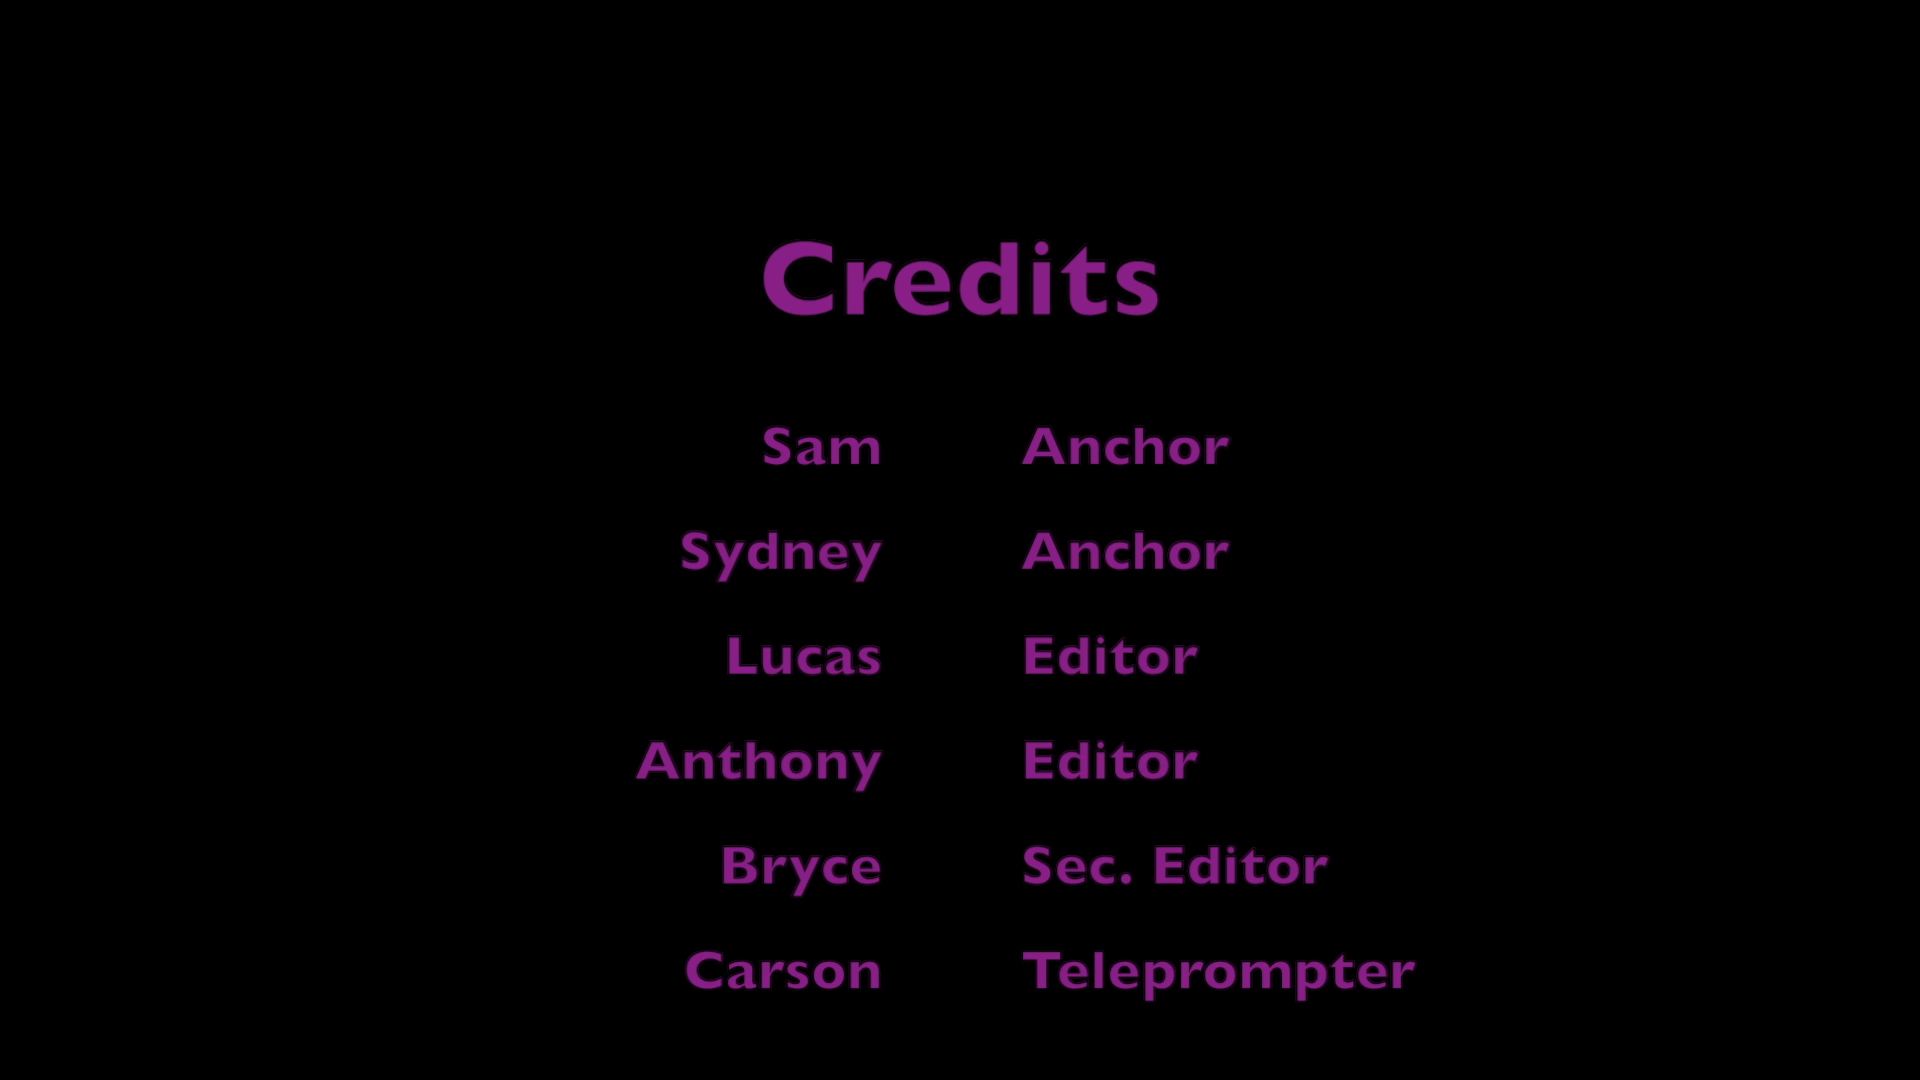 Credits
Sam Anchor
Sydney Anchor
Lucas Editor
Anthony Editor
Bryce Sec. Editor
Carson Teleprompter